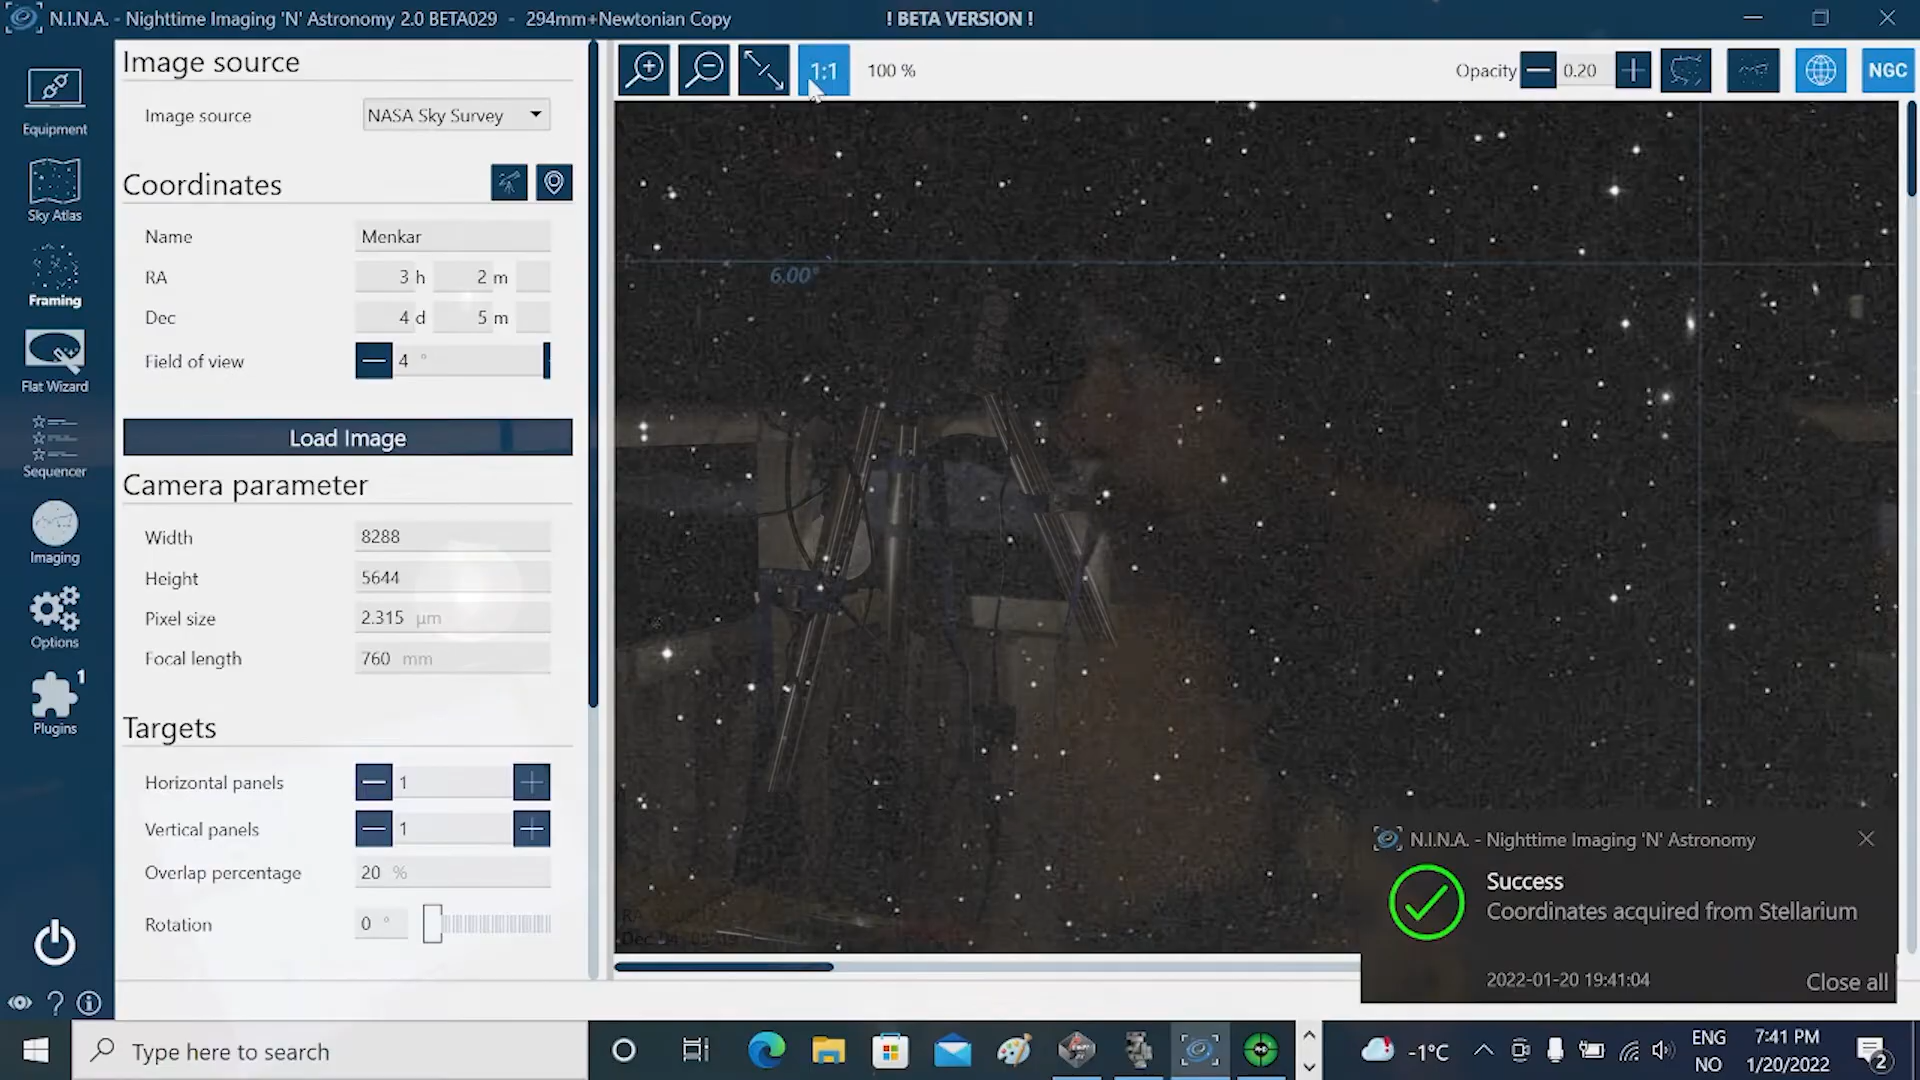 N.I.N.A. - Nighttime Imaging 'N' Astronomy 2.0 BETA029 - 294mm+Newtonian Copy
! BETA VERSION !
Equipment
Sky Atlas
Framing
Flat Wizard
Sequencer
Imaging
Options
1
Plugins
Image source
Image source
NASA Sky Survey
Coordinates
Name
Menkar
RA
3 h 2 m
Dec
4 d 5 m
Field of view
4 °
Load Image
Camera parameter
Width
8288
Height
5644
Pixel size
2.315 µm
Focal length
760 mm
Targets
Horizontal panels
1
Vertical panels
1
Overlap percentage
20 %
Rotation
0 °
1:1
100 %
Opacity
0.20
NGC
6.00°
N.I.N.A. - Nighttime Imaging 'N' Astronomy
Success
Coordinates acquired from Stellarium
2022-01-20 19:41:04
Close all
Type here to search
-1°C
ENG
NO
7:41 PM
1/20/2022
2